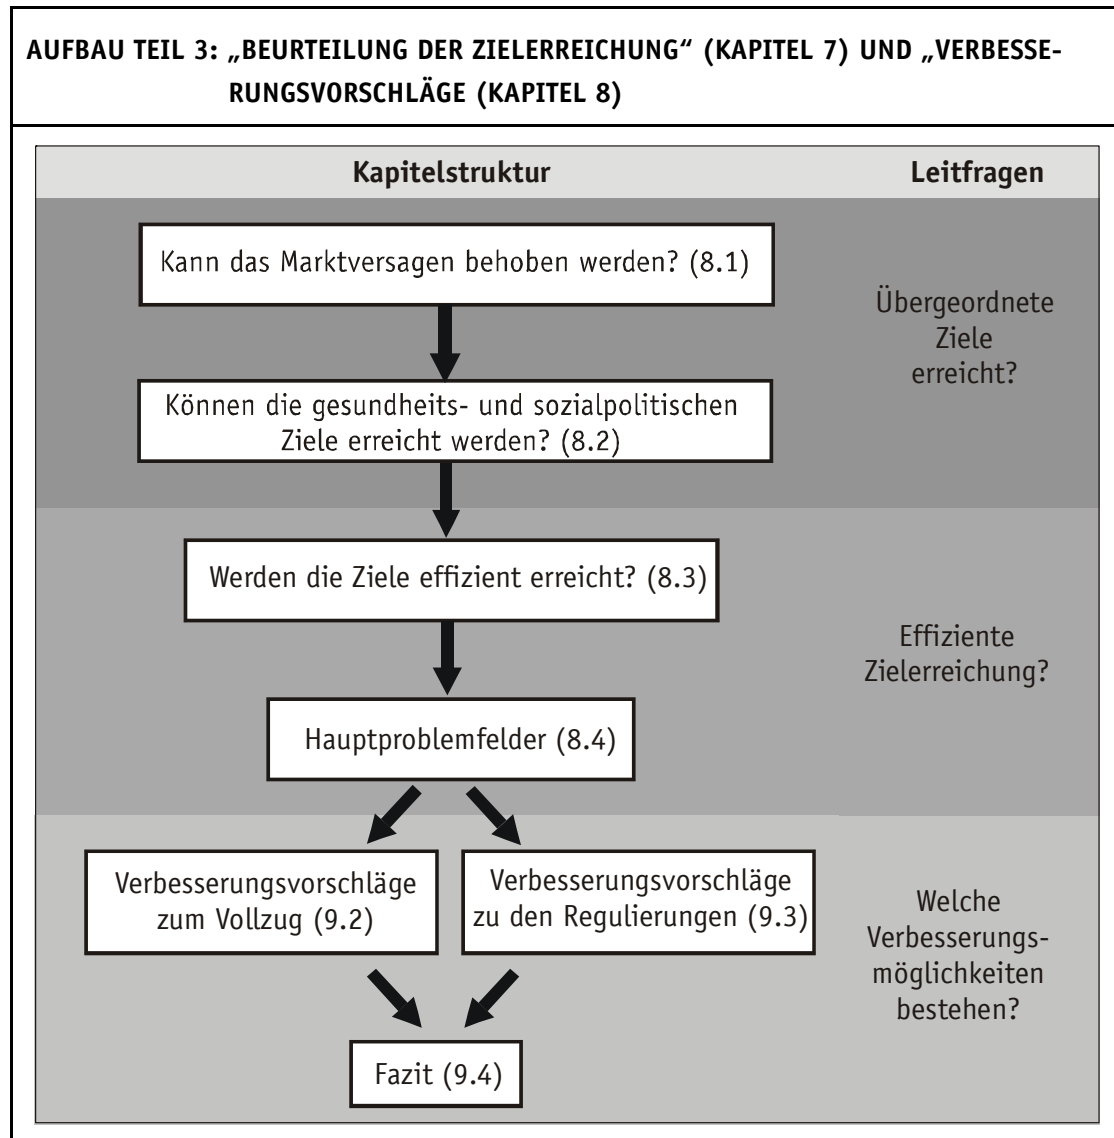 AUFBAU TEIL 3: „BEURTEILUNG DER ZIELERREICHUNG“ (KAPITEL 7) UND „VERBESSE-
RUNGSVORSCHLÄGE (KAPITEL 8)
Kapitelstruktur
Leitfragen
Kann das Marktversagen behoben werden? (8.1)
Können die gesundheits- und sozialpolitischen
Ziele erreicht werden? (8.2)
Übergeordnete
Ziele
erreicht?
Werden die Ziele effizient erreicht? (8.3)
Hauptproblemfelder (8.4)
Effiziente
Zielerreichung?
Verbesserungsvorschläge
zum Vollzug (9.2)
Verbesserungsvorschläge
zu den Regulierungen (9.3)
Fazit (9.4)
Welche
Verbesserungs-
möglichkeiten
bestehen?